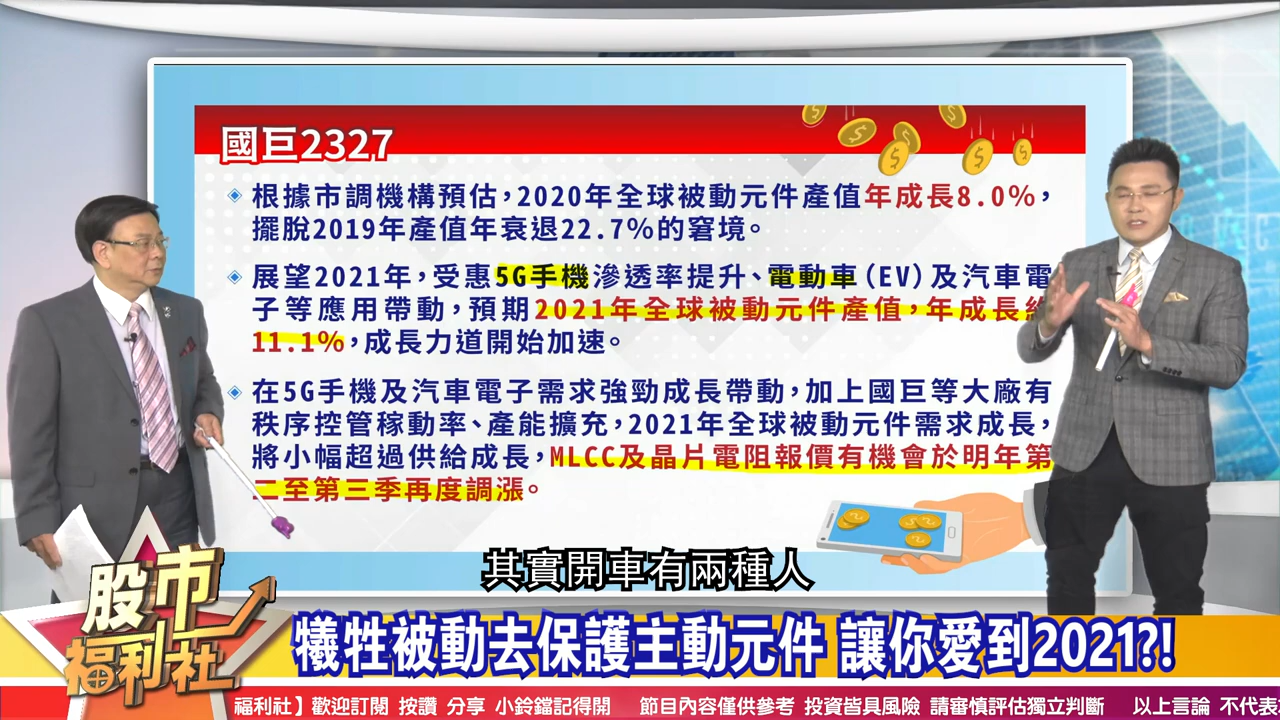 國巨2327
根據市調機構預估，2020年全球被動元件產值年成長8.0%，
擺脫2019年產值年衰退22.7%的窘境。
展望2021年，受惠5G手機滲透率提升、電動車（EV）及汽車電
子等應用帶動，預期2021年全球被動元件產值，年成長約
11.1%，成長力道開始加速。
在5G手機及汽車電子需求強勁成長帶動，加上國巨等大廠有
秩序控管稼動率、產能擴充，2021年全球被動元件需求成長，
將小幅超過供給成長，MLCC及晶片電阻報價有機會於明年第
二至第三季再度調漲。
其實開車有兩種人
股市
福利社
犧牲被動去保護主動元件 讓你愛到2021?!
福利社】歡迎訂閱 按讚 分享 小鈴鐺記得開 節目內容僅供參考 投資皆具風險 請審慎評估獨立判斷 以上言論 不代表